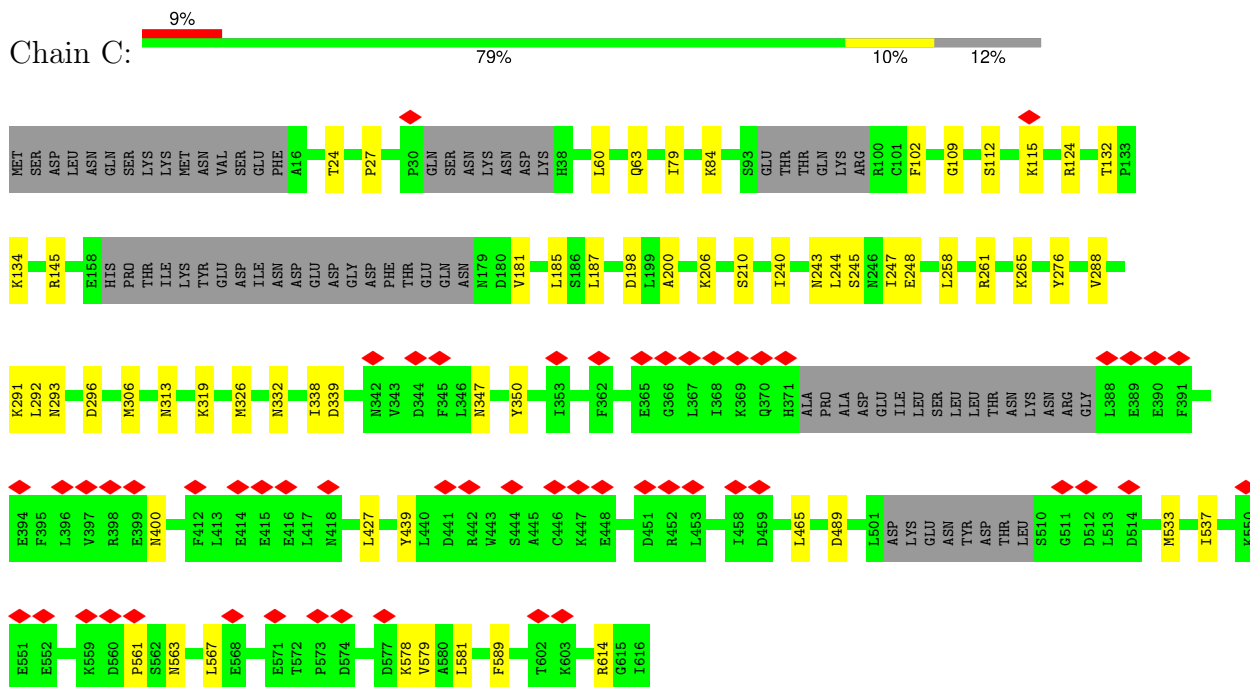 9%
Chain C:
79% 10% 12%
MET SER ASP LEU ASN GLN SER LYS LYS MET ASN VAL SER GLU PHE A16 T24 P27 P30 GLN SER ASN LYS ASN ASP LYS H38 L60 Q63 I79 K84 S93 GLU THR THR GLN LYS ARG R100 C101 F102 G109 S112 K115 R124 T132 P133
K134 R145 E158 HIS PRO THR ILE LYS TYR GLU ASP ILE ASN ASP GLU ASP GLY ASP PHE THR GLU GLN ASN N179 D180 V181 L185 S186 L187 D198 L199 A200 K206 S210 I240 N243 L244 S245 N246 I247 E248 L258 R261 K265 Y276 V288
K291 L292 N293 D296 M306 N313 K319 M326 N332 I338 D339 N342 V343 D344 F345 L346 N347 Y350 I353 F362 E365 G366 L367 I368 K369 Q370 H371 ALA PRO ALA ASP GLU ILE LEU SER LEU LEU THR ASN LYS ASN ARG GLY L388 E389 E390 F391
E394 F395 L396 V397 R398 E399 N400 F412 L413 E414 E415 E416 L417 N418 L427 Y439 L440 D441 R442 W443 S444 A445 C446 K447 E448 D451 R452 L453 I458 D459 L465 D489 L501 ASP LYS GLU ASN TYR ASP THR LEU S510 G511 D512 L513 D514 M533 I537 K550
E551 E552 K559 D560 P561 S562 N563 L567 E568 E571 T572 P573 D574 D577 K578 V579 A580 L581 F589 T602 K603 R614 G615 I616